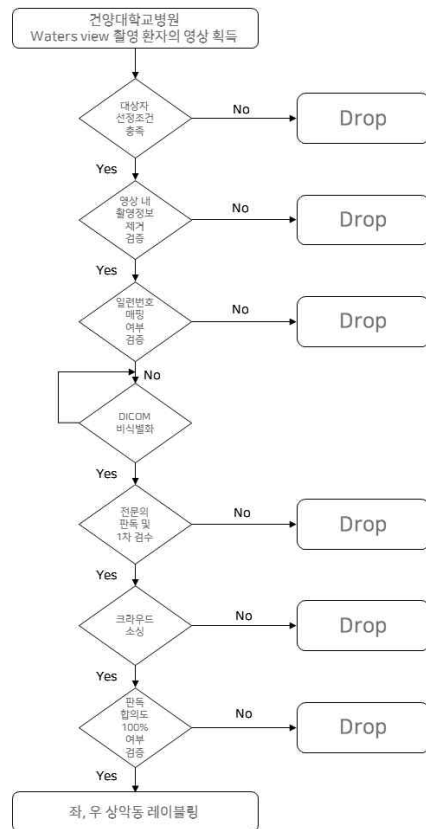 건양대학교병원
Waters view 촬영 환자의 영상 획득
대상자
선정조건
충족
No
Drop
Yes
영상 내
촬영정보
제거
검증
No
Drop
Yes
일련번호
매핑
여부
검증
No
Drop
No
DICOM
비식별화
Yes
전문의
판독 및
1차 검수
No
Drop
Yes
크라우드
소싱
No
Drop
Yes
판독
합의도
100%
여부
검증
No
Drop
Yes
좌, 우 상악동 레이블링